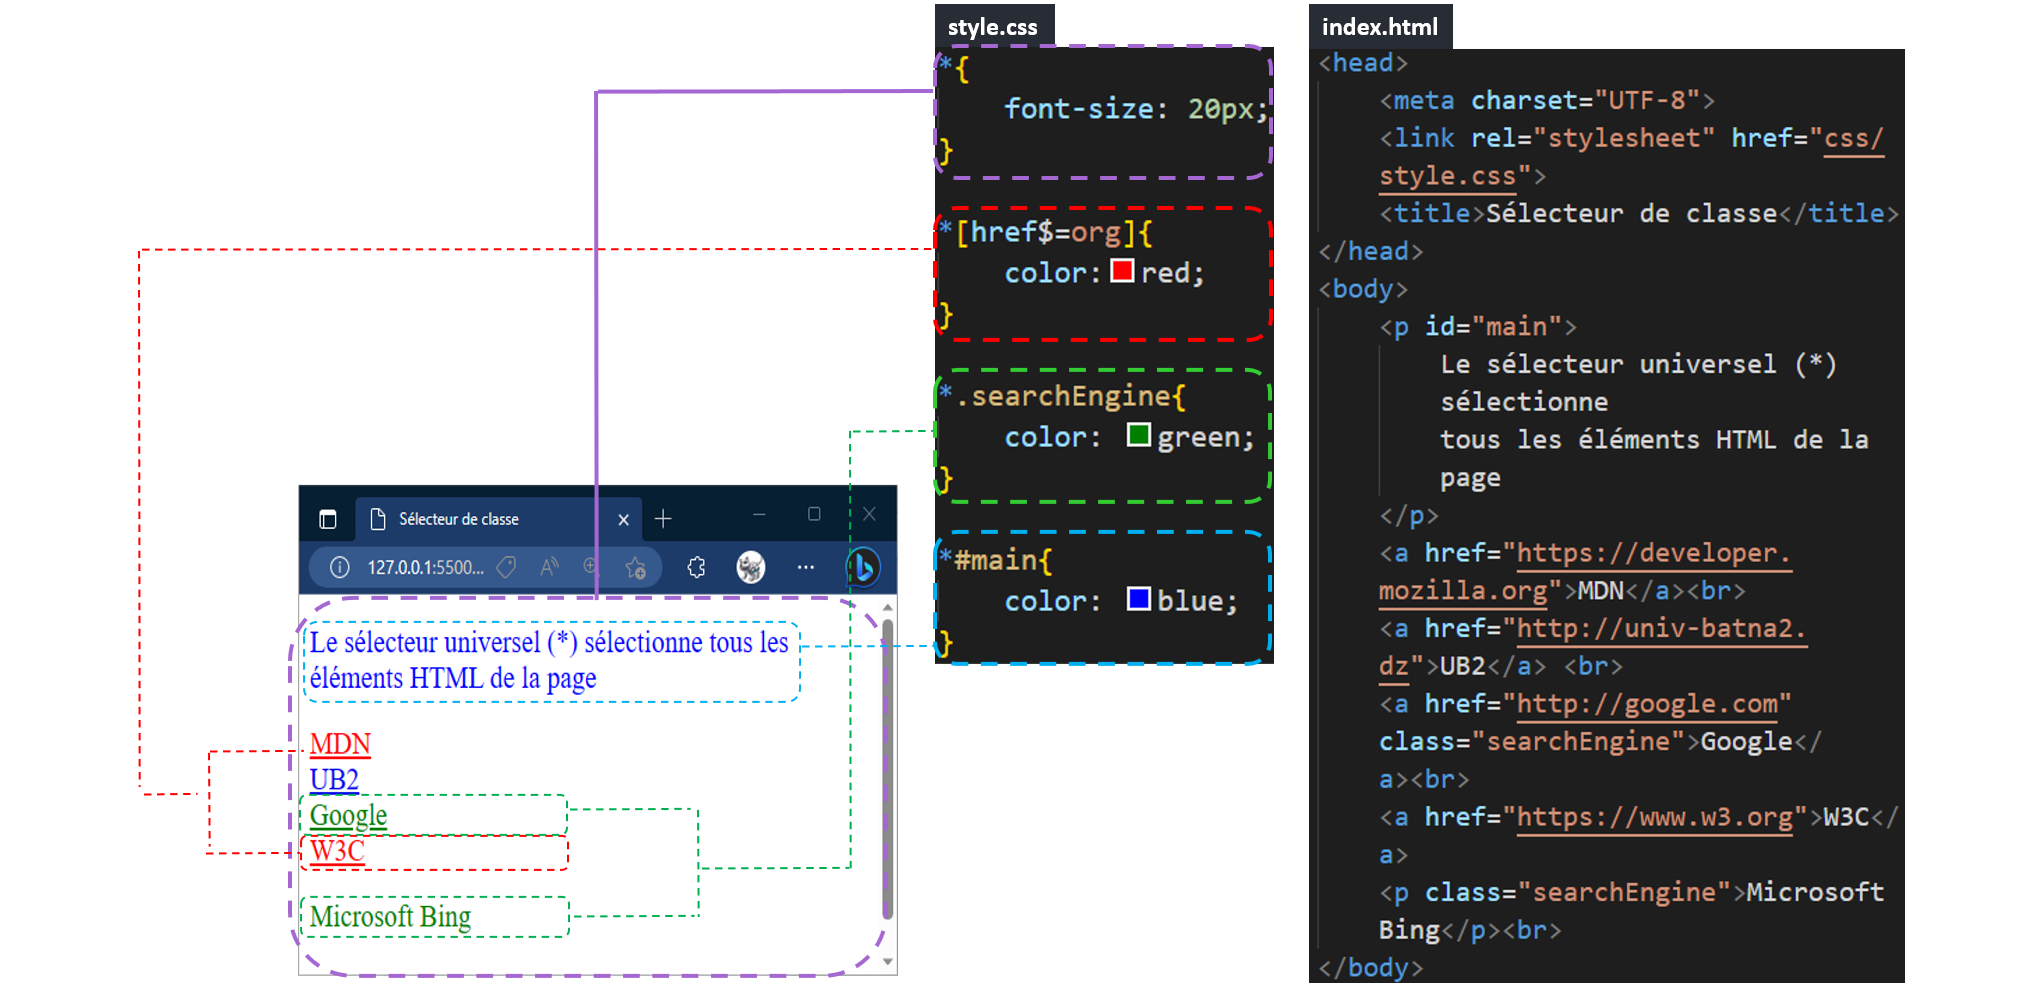 style.css
*{
font-size: 20px;
}
*[href$=org]{
color: red;
}
*.searchEngine{
color: green;
}
*#main{
color: blue;
}
index.html
<head>
<meta charset="UTF-8">
<link rel="stylesheet" href="css/
style.css">
<title>Sélecteur de classe</title>
</head>
<body>
<p id="main">
Le sélecteur universel (*)
sélectionne
tous les éléments HTML de la
page
</p>
<a href="https://developer.
mozilla.org">MDN</a><br>
<a href="http://univ-batna2.
dz">UB2</a> <br>
<a href="http://google.com"
class="searchEngine">Google</
a><br>
<a href="https://www.w3.org">W3C</
a>
<p class="searchEngine">Microsoft
Bing</p><br>
</body>
Sélecteur de classe
127.0.0.1:5500...
Le sélecteur universel (*) sélectionne tous les
éléments HTML de la page
MDN
UB2
Google
W3C
Microsoft Bing